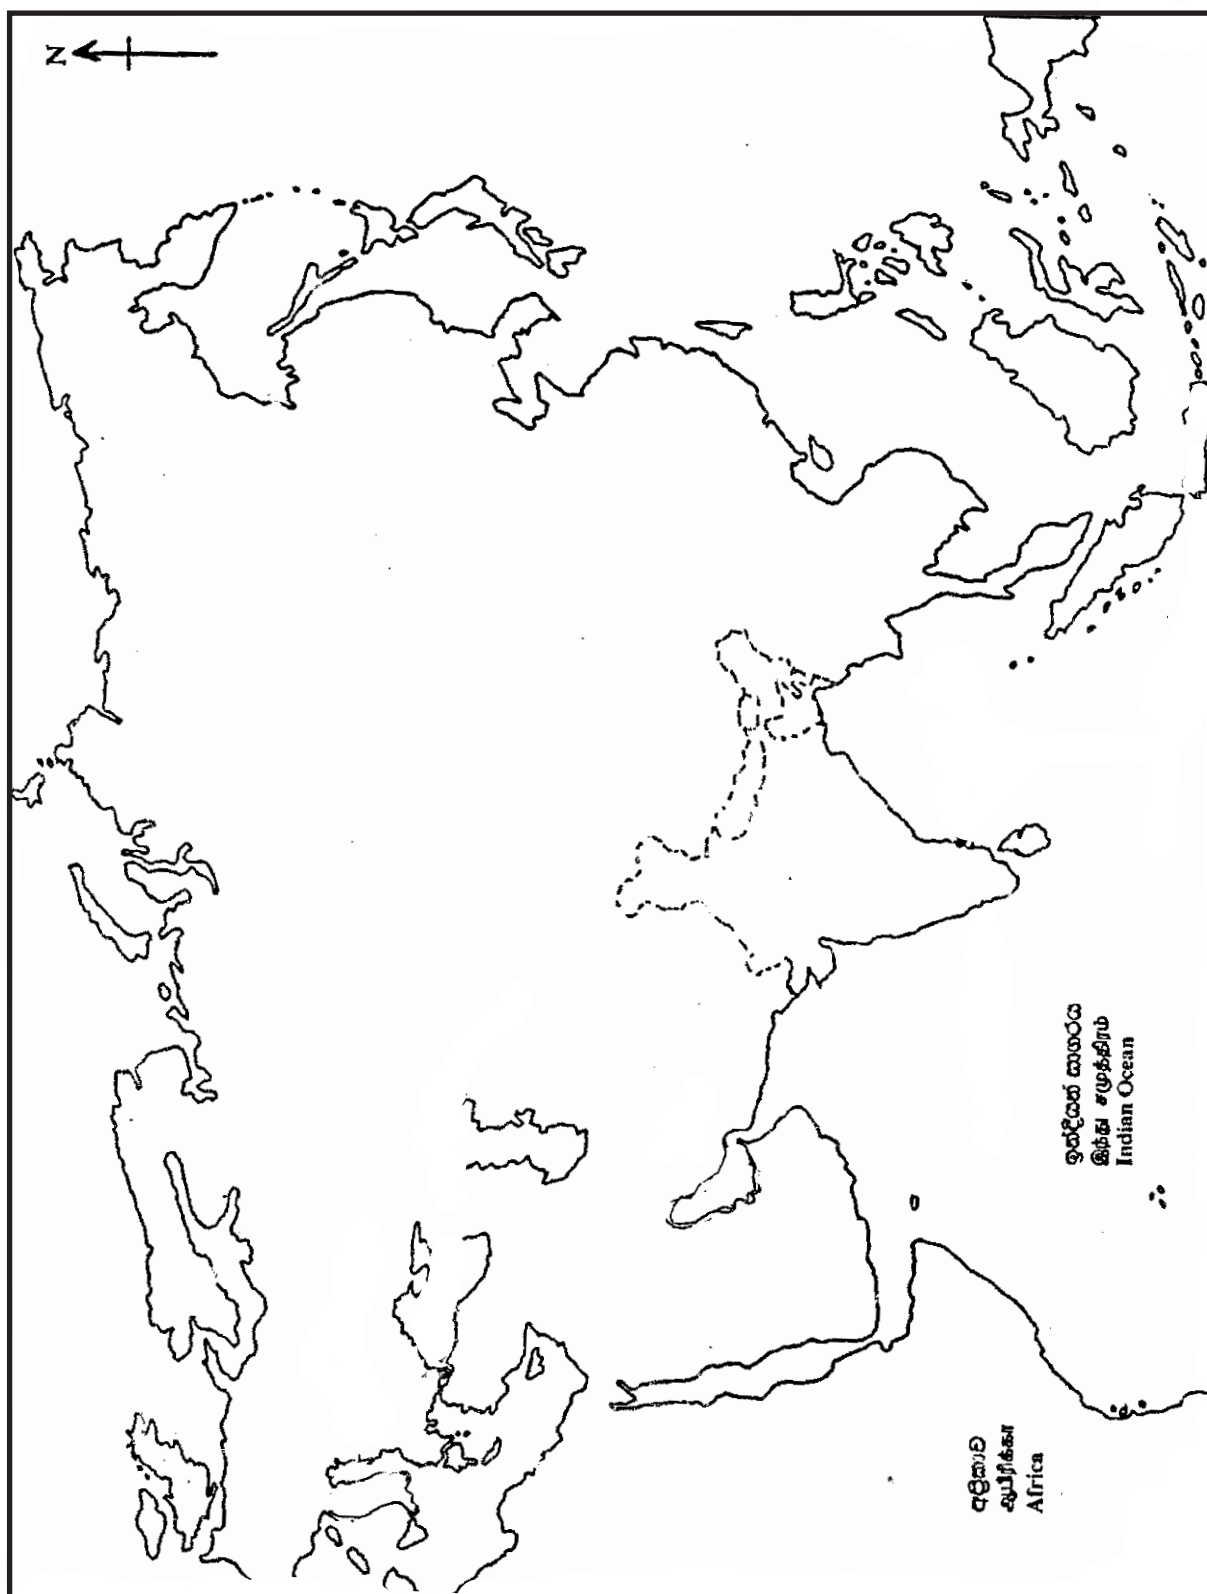 N
ඉන්දියන් සාගරය
இந்து சமுத்திரம்
Indian Ocean
අප්‍රිකාව
ஆபிரிக்கா
Africa